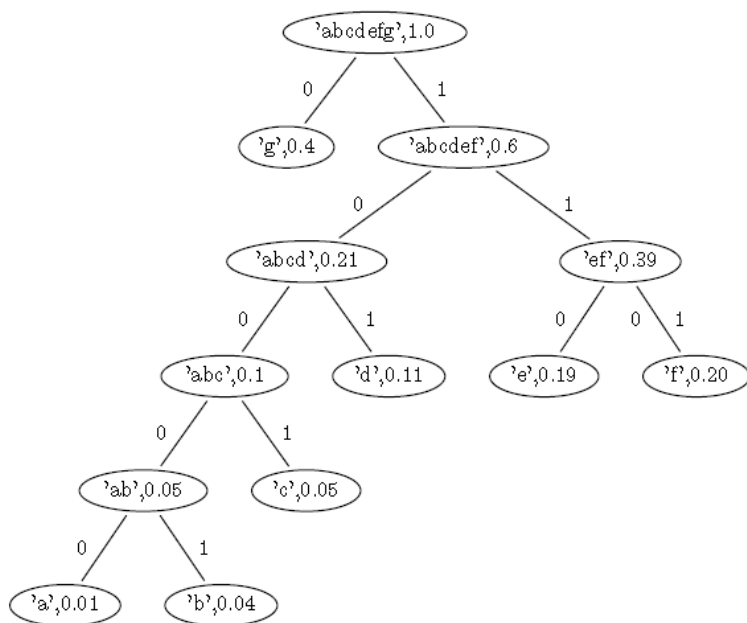 'abcdefg',1.0
0 1
'g',0.4 'abcdef',0.6
0 1
'abcd',0.21 'ef',0.39
0 1 0 0 1
'abc',0.1 'd',0.11 'e',0.19 'f',0.20
0 1
'ab',0.05 'c',0.05
0 1
'a',0.01 'b',0.04